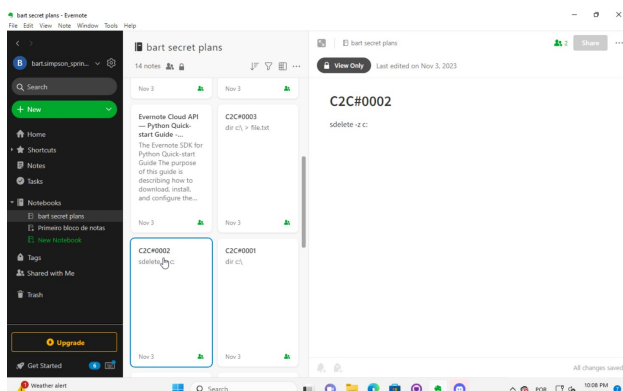 bart secret plans - Evernote
File Edit View Note Window Tools Help
B bart.simpson_sprin...
Search
+ New
Home
Shortcuts
Notes
Tasks
Notebooks
bart secret plans
Primeiro bloco de notas
New Notebook
Tags
Shared with Me
Trash
Upgrade
Get Started
Weather alert
bart secret plans
14 notes
Nov 3
Nov 3
Evernote Cloud API
— Python Quick-
start Guide -...
The Evernote SDK for
Python Quick-start
Guide The purpose
of this guide is
describing how to
download, install,
and configure the...
Nov 3
C2C#0003
dir c:\ > file.txt
Nov 3
C2C#0002
sdelete c:
Nov 3
C2C#0001
dir c:\
Nov 3
bart secret plans
2
Share
View Only
Last edited on Nov 3, 2023
C2C#0002
sdelete -z c:
All changes saved
Search
POR
10:08 PM